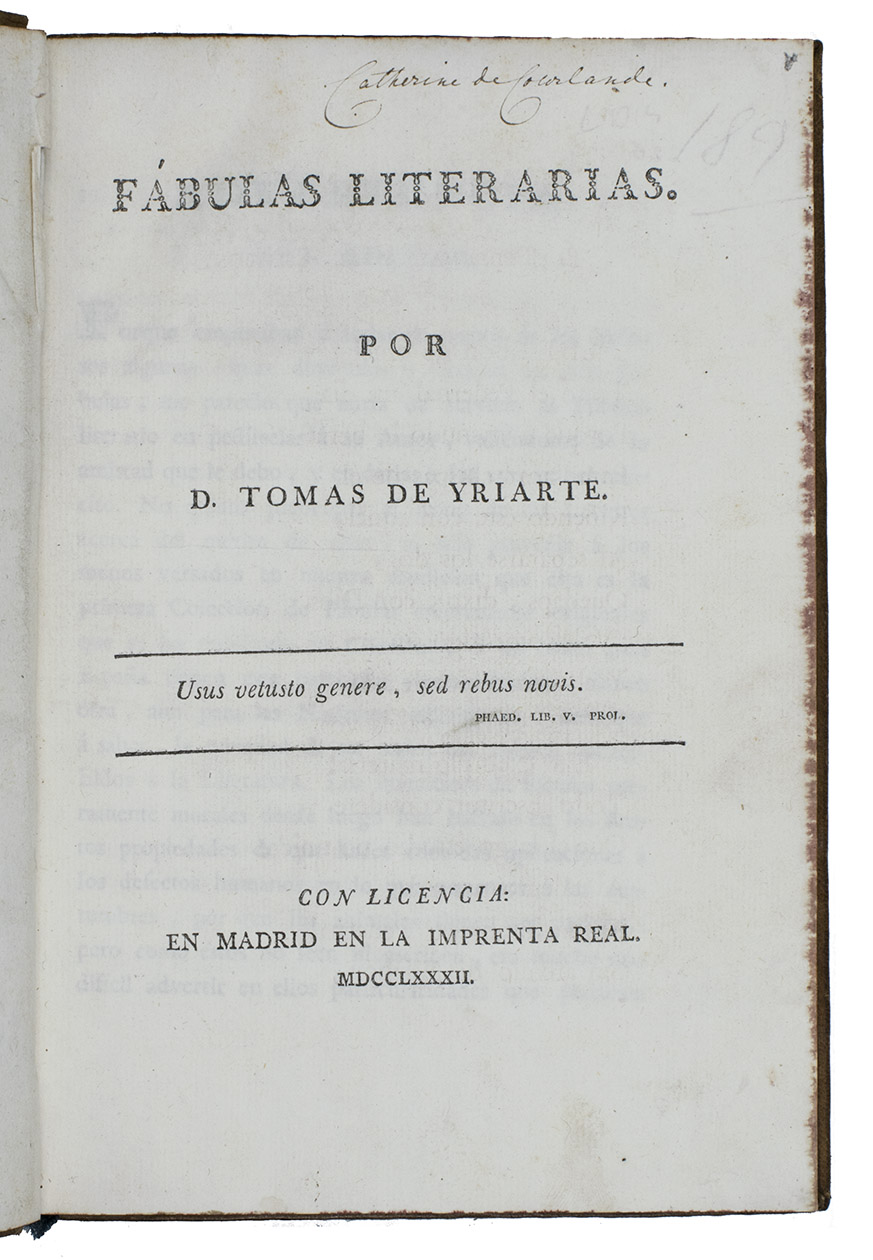 Catherine de Courlande.
189
FÁBULAS LITERARIAS.
POR
D. TOMAS DE YRIARTE.
Usus vetusto genere , sed rebus novis.
PHAED. LIB. V. PROL.
CON LICENCIA:
EN MADRID EN LA IMPRENTA REAL.
MDCCLXXXII.